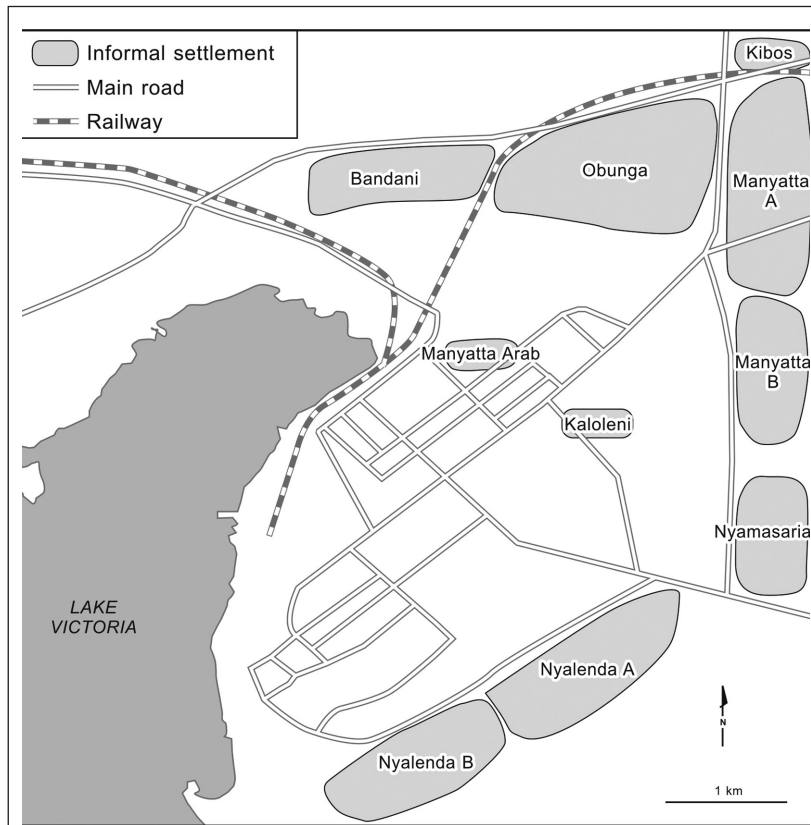 Informal settlement
Main road
Railway
Kibos
Bandani
Obunga
Manyatta
A
Manyatta Arab
Manyatta
B
Kaloleni
Nyamasaria
LAKE
VICTORIA
Nyalenda A
Nyalenda B
N
1 km